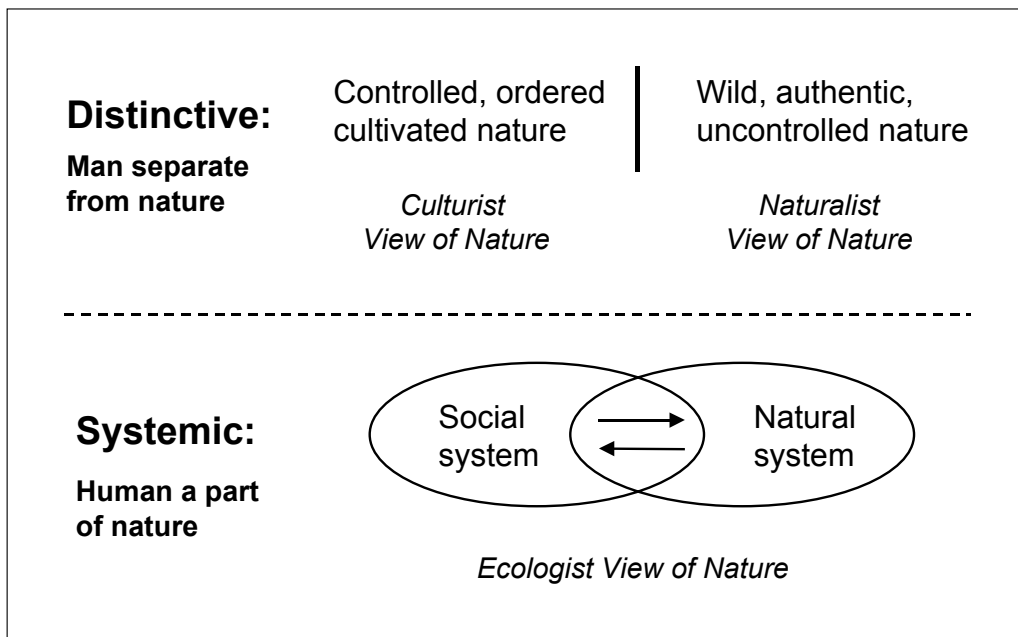 Distinctive:
Man separate
from nature
Controlled, ordered
cultivated nature
Culturist
View of Nature
Wild, authentic,
uncontrolled nature
Naturalist
View of Nature
Systemic:
Human a part
of nature
Social
system
Natural
system
Ecologist View of Nature